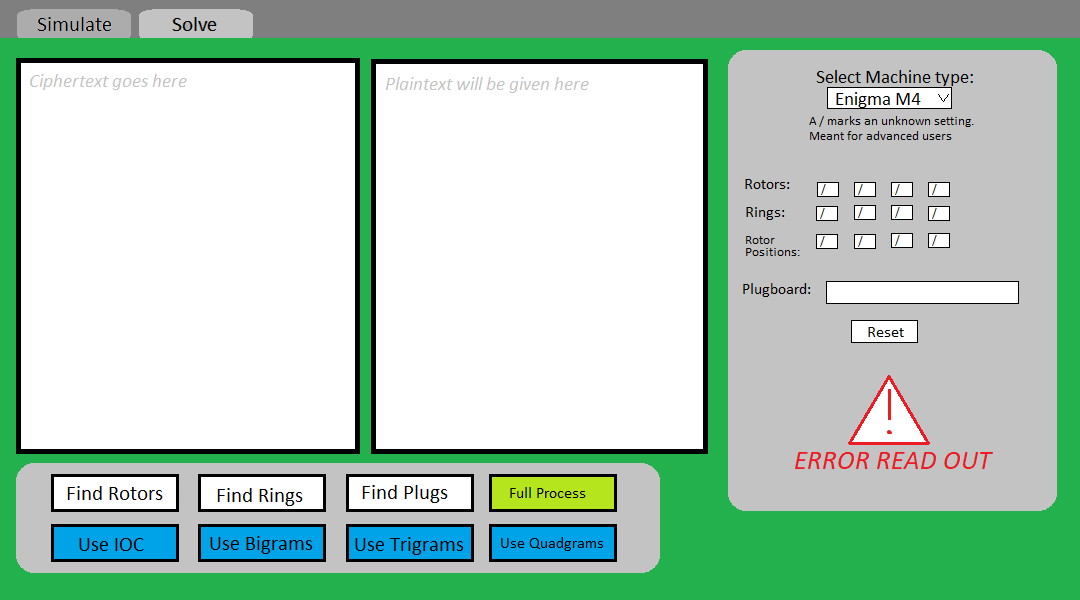 Simulate
Solve
Ciphertext goes here
Plaintext will be given here
Select Machine type:
Enigma M4
A / marks an unknown setting.
Meant for advanced users
Rotors: / / / /
Rings: / / / /
Rotor
Positions: / / / /
Plugboard:
Reset
!
ERROR READ OUT
Find Rotors
Find Rings
Find Plugs
Full Process
Use IOC
Use Bigrams
Use Trigrams
Use Quadgrams